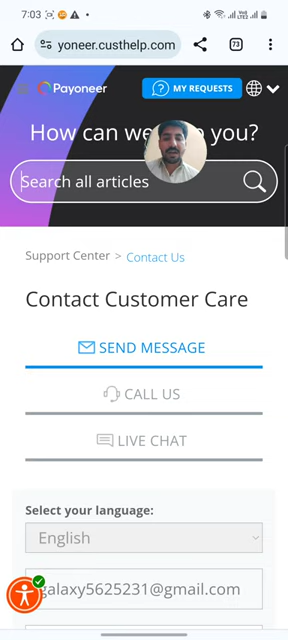 7:03
yoneer.custhelp.com
73
Payoneer
MY REQUESTS
How can we you?
Search all articles
Support Center > Contact Us
Contact Customer Care
SEND MESSAGE
CALL US
LIVE CHAT
Select your language:
English
galaxy5625231@gmail.com